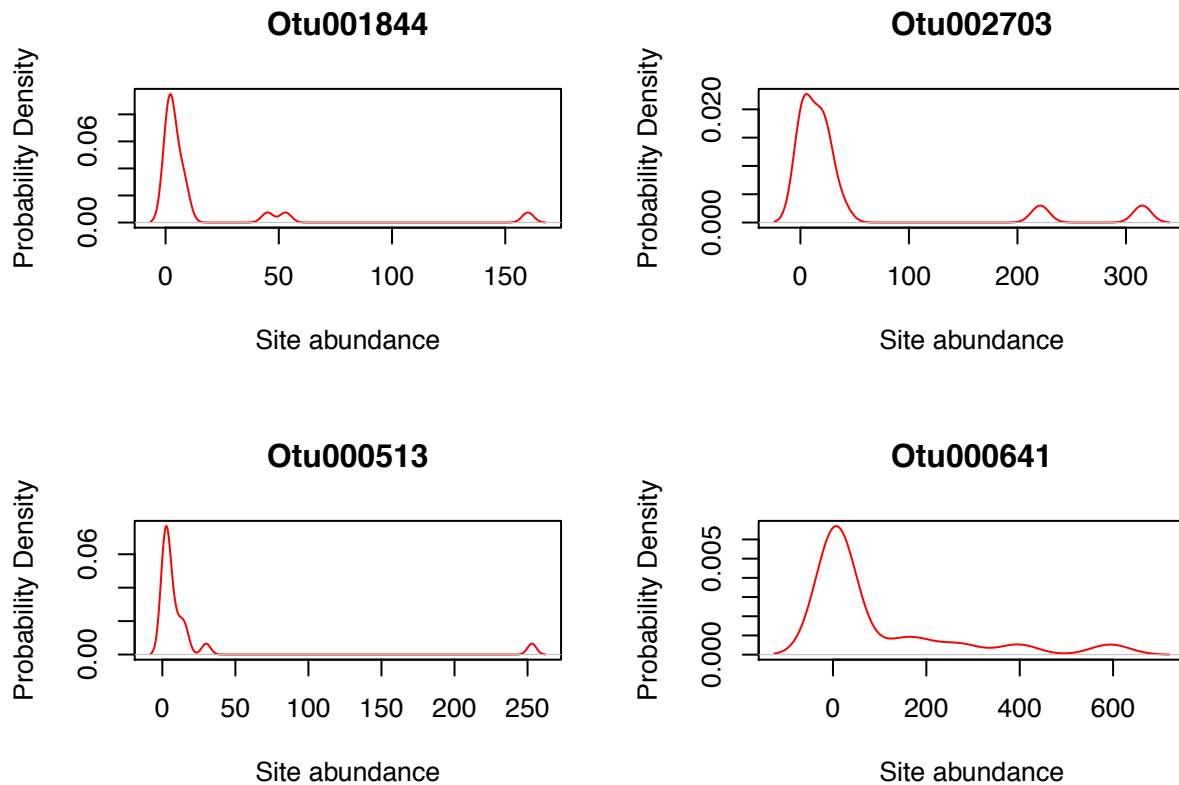 Otu001844
Probability Density
0.00 0.06
0 50 100 150
Site abundance
Otu002703
Probability Density
0.000 0.020
0 100 200 300
Site abundance
Otu000513
Probability Density
0.00 0.06
0 50 100 150 200 250
Site abundance
Otu000641
Probability Density
0.000 0.005
0 200 400 600
Site abundance